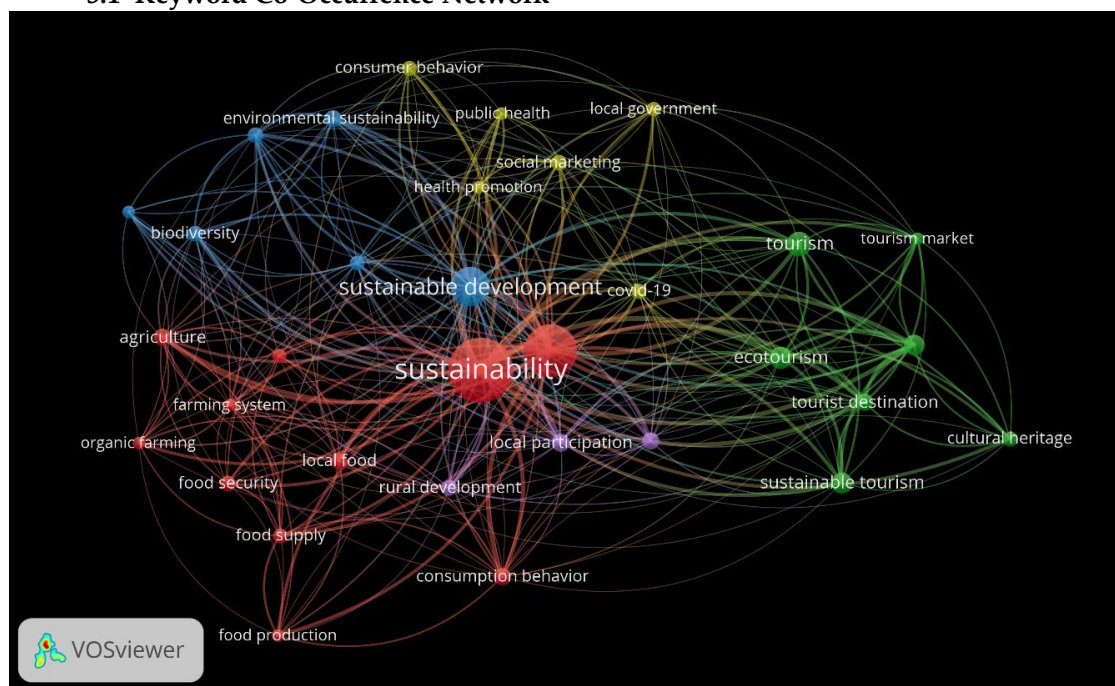 3.1 Keyword Co-Occurrence Network
consumer behavior
environmental sustainability
public health
local government
social marketing
health promotion
biodiversity
tourism
tourism market
sustainable development
covid-19
agriculture
sustainability
ecotourism
farming system
tourist destination
organic farming
local participation
cultural heritage
local food
food security
rural development
sustainable tourism
food supply
consumption behavior
food production
VOSviewer